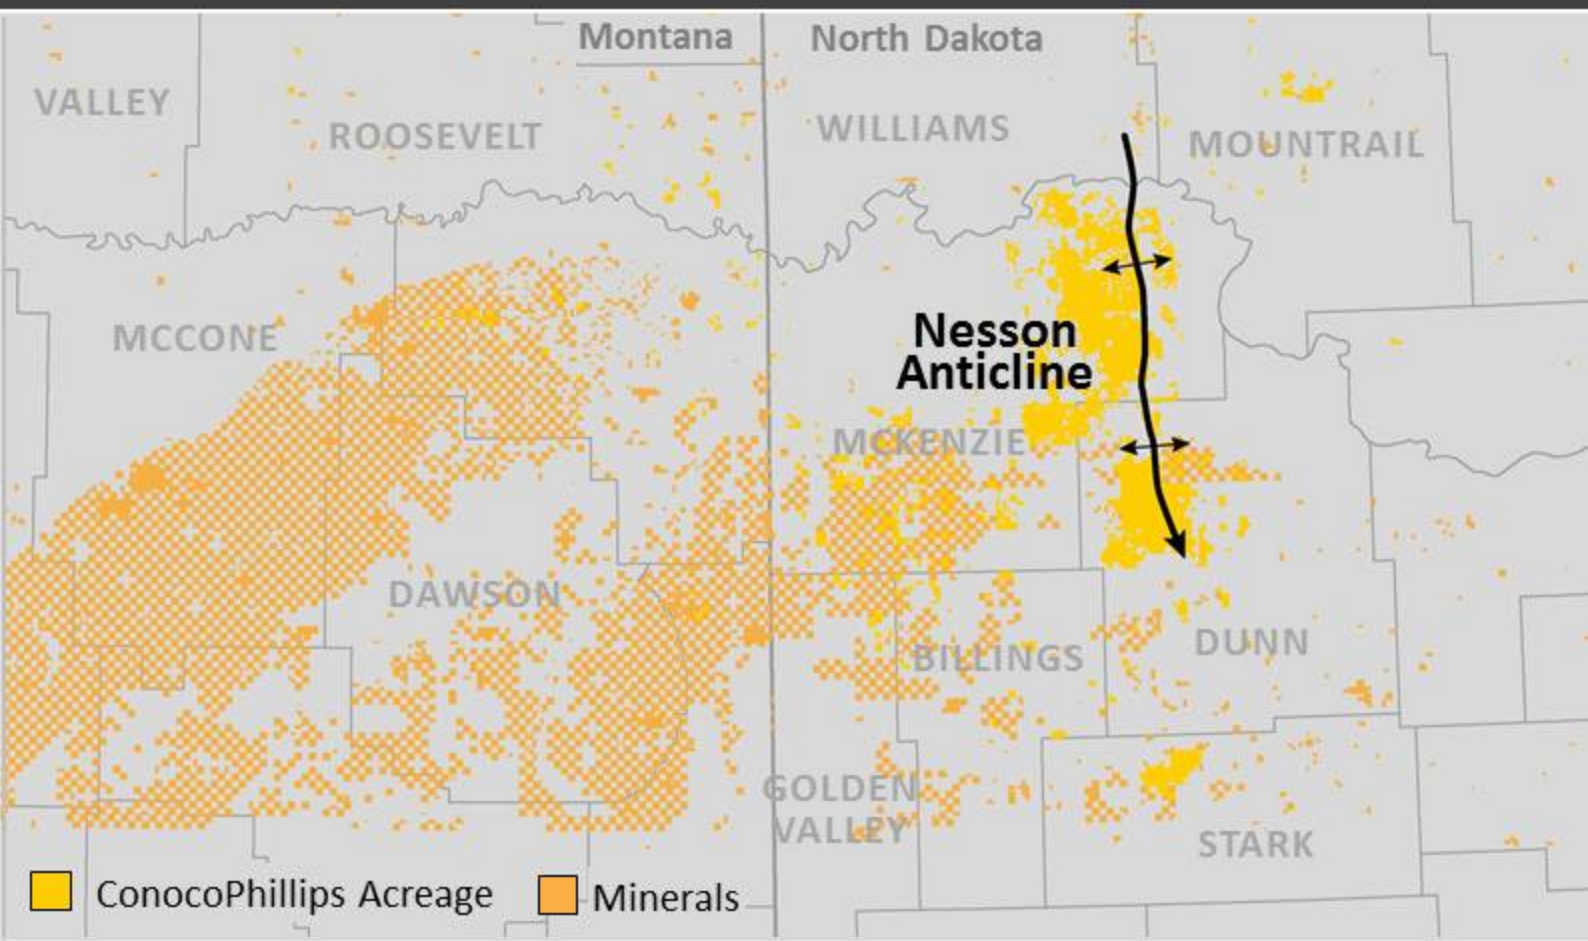 Montana
North Dakota
VALLEY
ROOSEVELT
WILLIAMS
MOUNTRAIL
MCCONE
Nesson
Anticline
MCKENZIE
DAWSON
BILLINGS
DUNN
GOLDEN
VALLEY
STARK
ConocoPhillips Acreage
Minerals